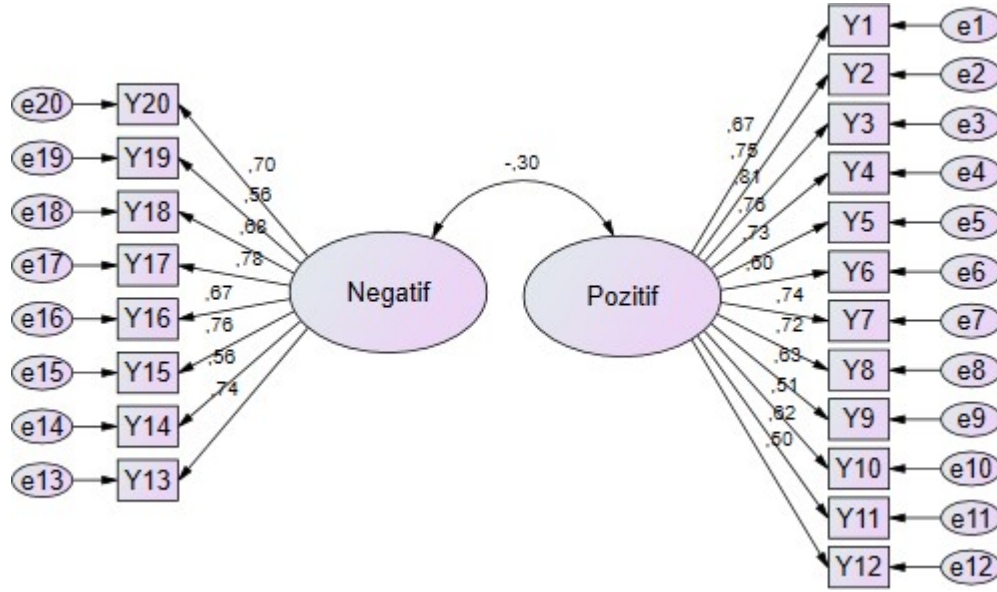 e20 Y20
e19 Y19
e18 Y18
e17 Y17
e16 Y16
e15 Y15
e14 Y14
e13 Y13
,70
,56
,68
,78
,67
,76
,56
,74
Negatif
-,30
Pozitif
,67
,75
,81
,76
,73
,60
,74
,72
,63
,51
,62
,50
Y1 e1
Y2 e2
Y3 e3
Y4 e4
Y5 e5
Y6 e6
Y7 e7
Y8 e8
Y9 e9
Y10 e10
Y11 e11
Y12 e12